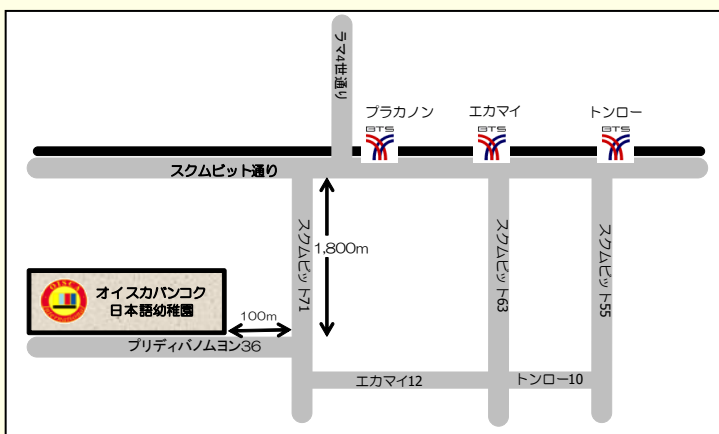 ラマ4世通り
プラカノン
エカマイ
トンロー
BTS
BTS
BTS
スクムビット通り
スクムビット71
1,800m
スクムビット63
スクムビット55
OISCA
オイスカバンコク
日本語幼稚園
100m
プリディパノムヨン36
エカマイ12
トンロー10